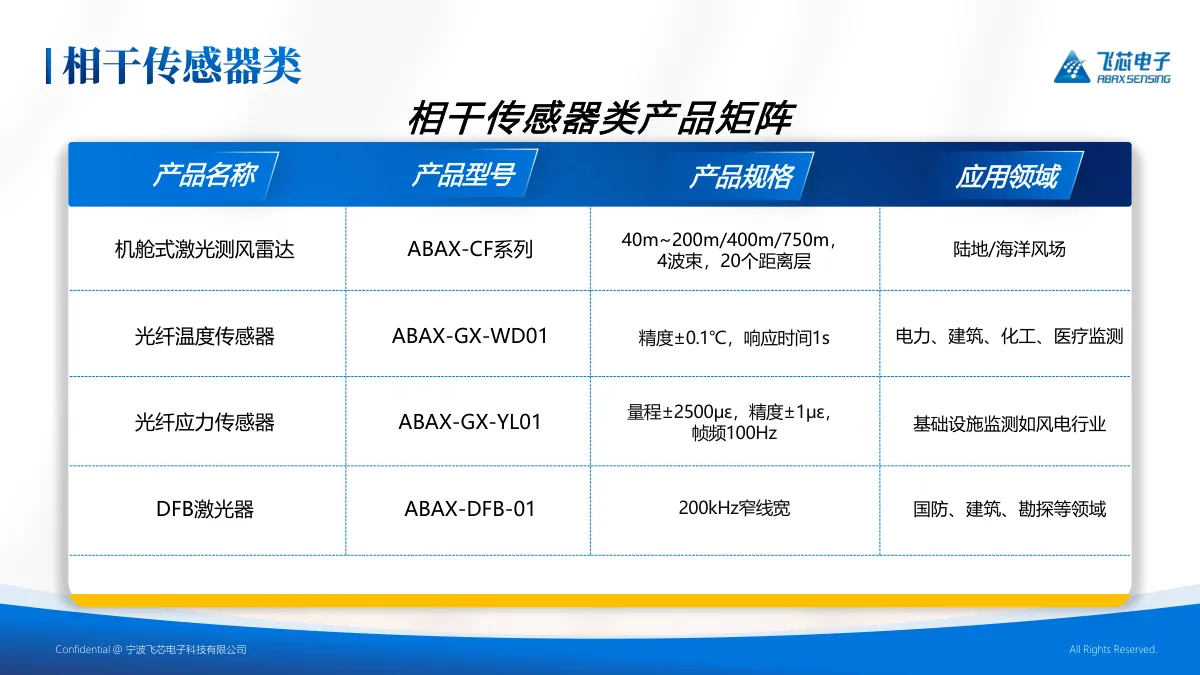 相干传感器类
飞芯电子
ABAX SENSING
相干传感器类产品矩阵
产品名称
产品型号
产品规格
应用领域
机舱式激光测风雷达
ABAX-CF系列
40m~200m/400m/750m，
4波束，20个距离层
陆地/海洋风场
光纤温度传感器
ABAX-GX-WD01
精度±0.1℃，响应时间1s
电力、建筑、化工、医疗监测
光纤应力传感器
ABAX-GX-YL01
量程±2500με，精度±1με，
帧频100Hz
基础设施监测如风电行业
DFB激光器
ABAX-DFB-01
200kHz窄线宽
国防、建筑、勘探等领域
Confidential @ 宁波飞芯电子科技有限公司
All Rights Reserved.